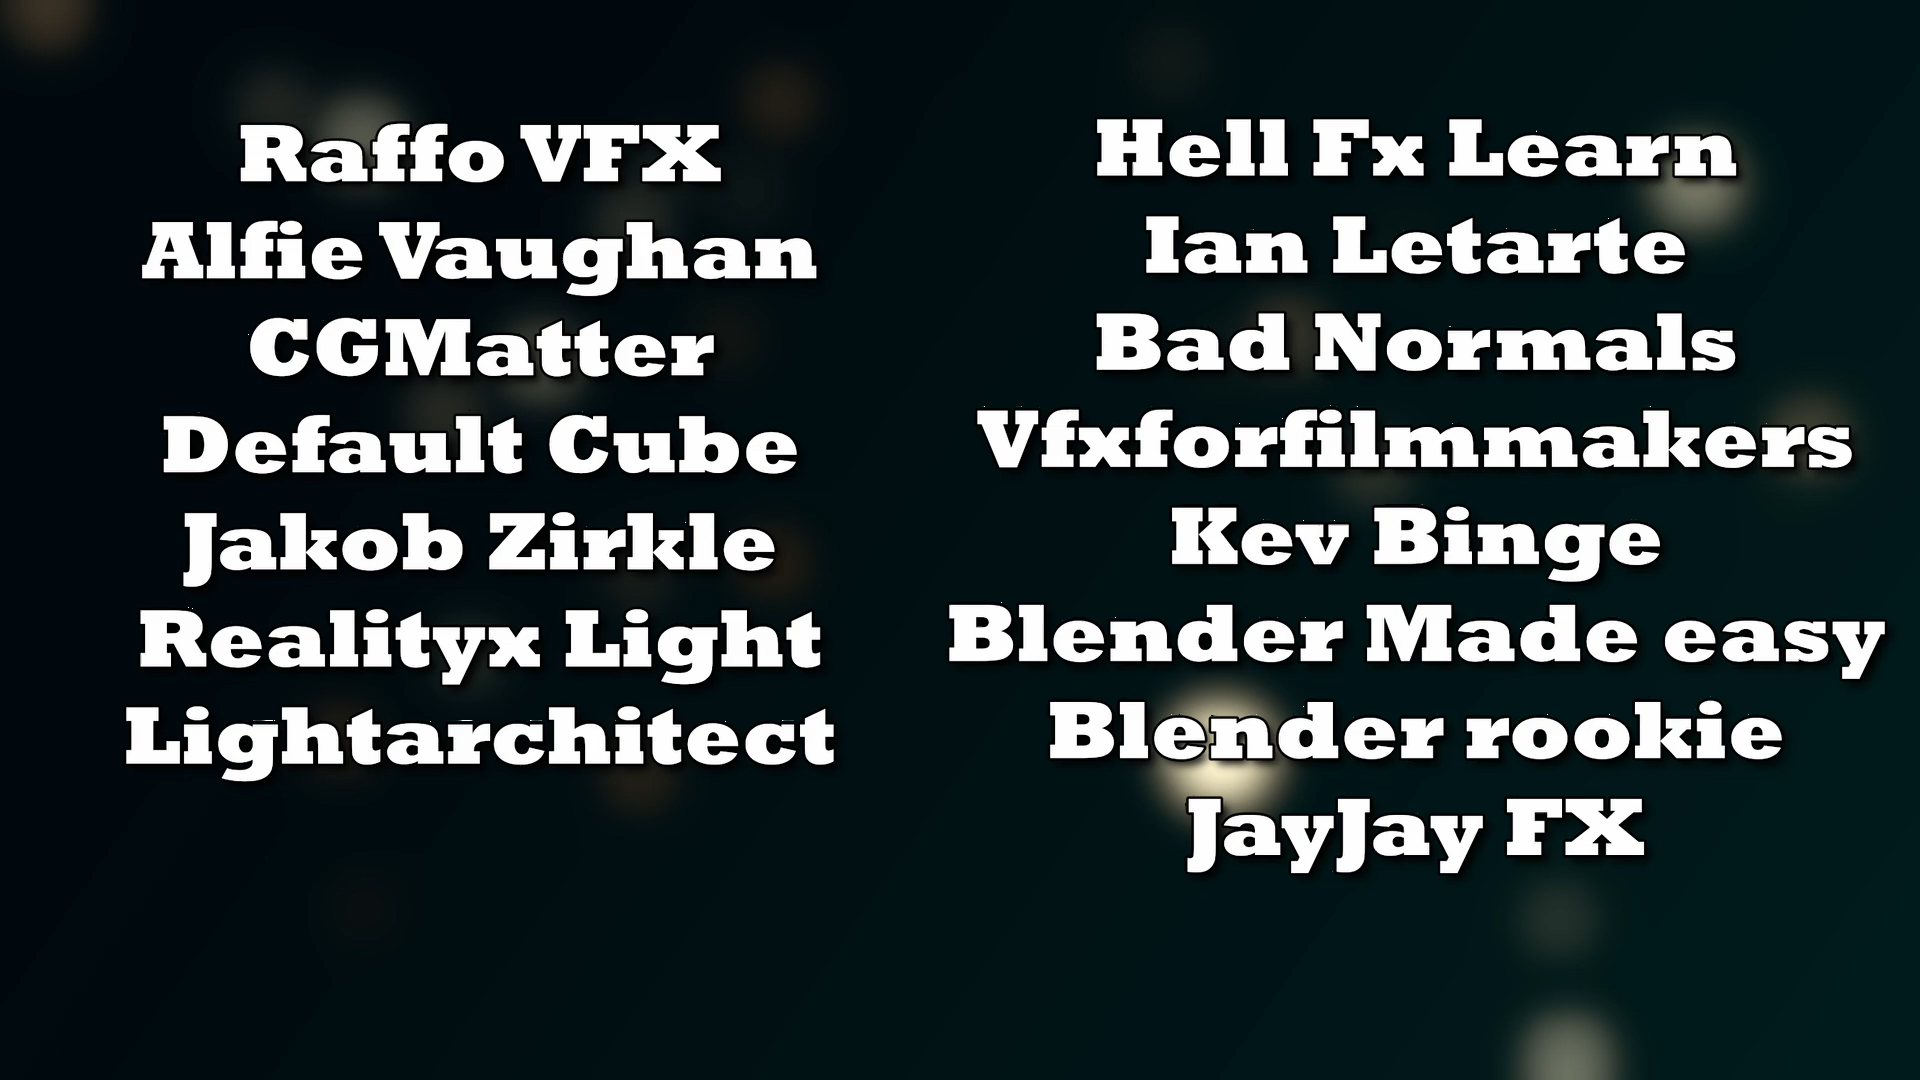 Raffo VFX
Alfie Vaughan
CGMatter
Default Cube
Jakob Zirkle
Realityx Light
Lightarchitect
Hell Fx Learn
Ian Letarte
Bad Normals
Vfxforfilmmakers
Kev Binge
Blender Made easy
Blender rookie
JayJay FX